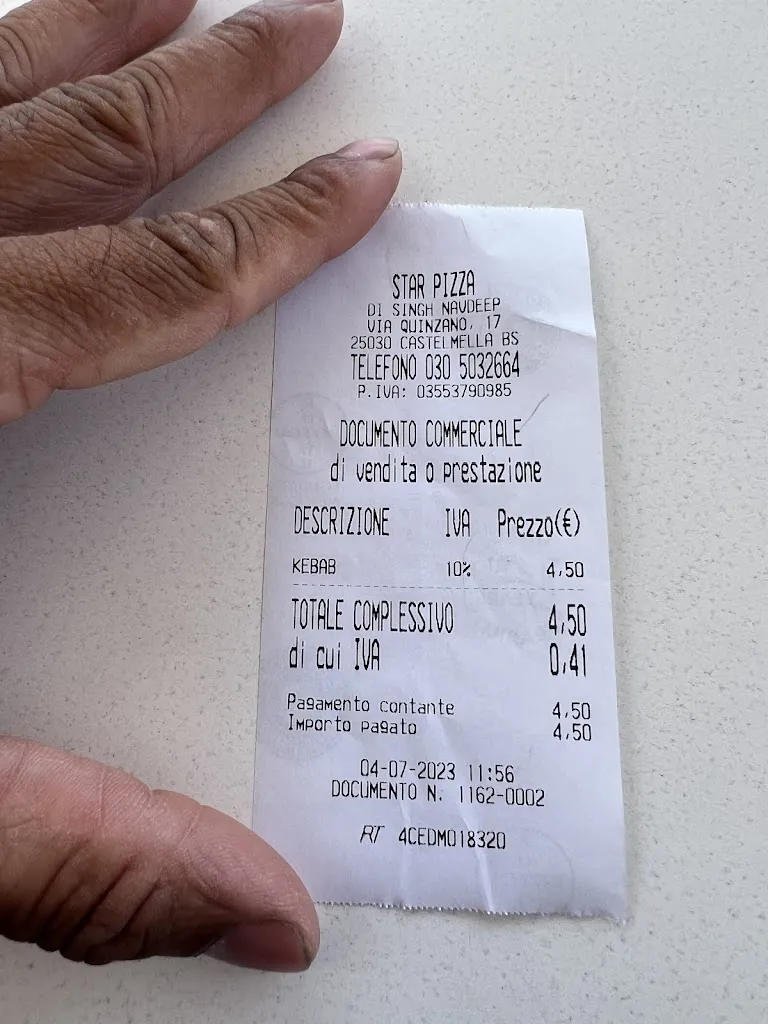 STAR PIZZA
DI SINGH NAVDEEP
VIA QUINZANO, 17
25030 CASTELMELLA BS
TELEFONO 030 5032664
P.IVA: 03553790985
DOCUMENTO COMMERCIALE
di vendita o prestazione
DESCRIZIONE IVA Prezzo(€)
KEBAB 10% 4,50
TOTALE COMPLESSIVO 4,50
di cui IVA 0,41
Pagamento contante 4,50
Importo pagato 4,50
04-07-2023 11:56
DOCUMENTO N. 1162-0002
RT 4CEDM018320